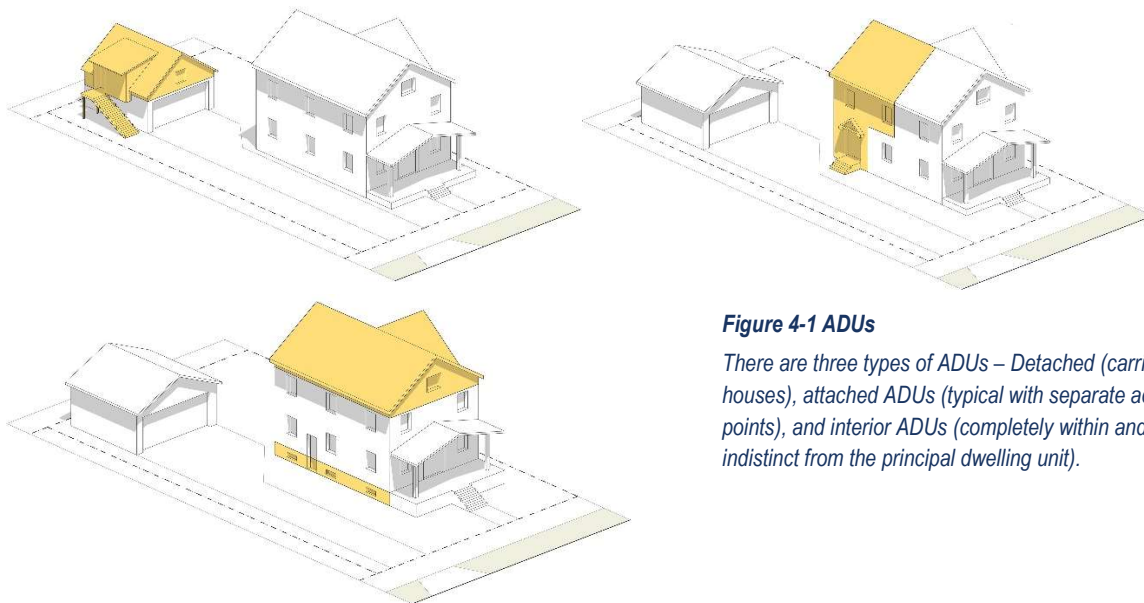 Figure 4-1 ADUs
There are three types of ADUs – Detached
houses), attached ADUs (typical with separate
points), and interior ADUs (completely within and
indistinct from the principal dwelling unit).